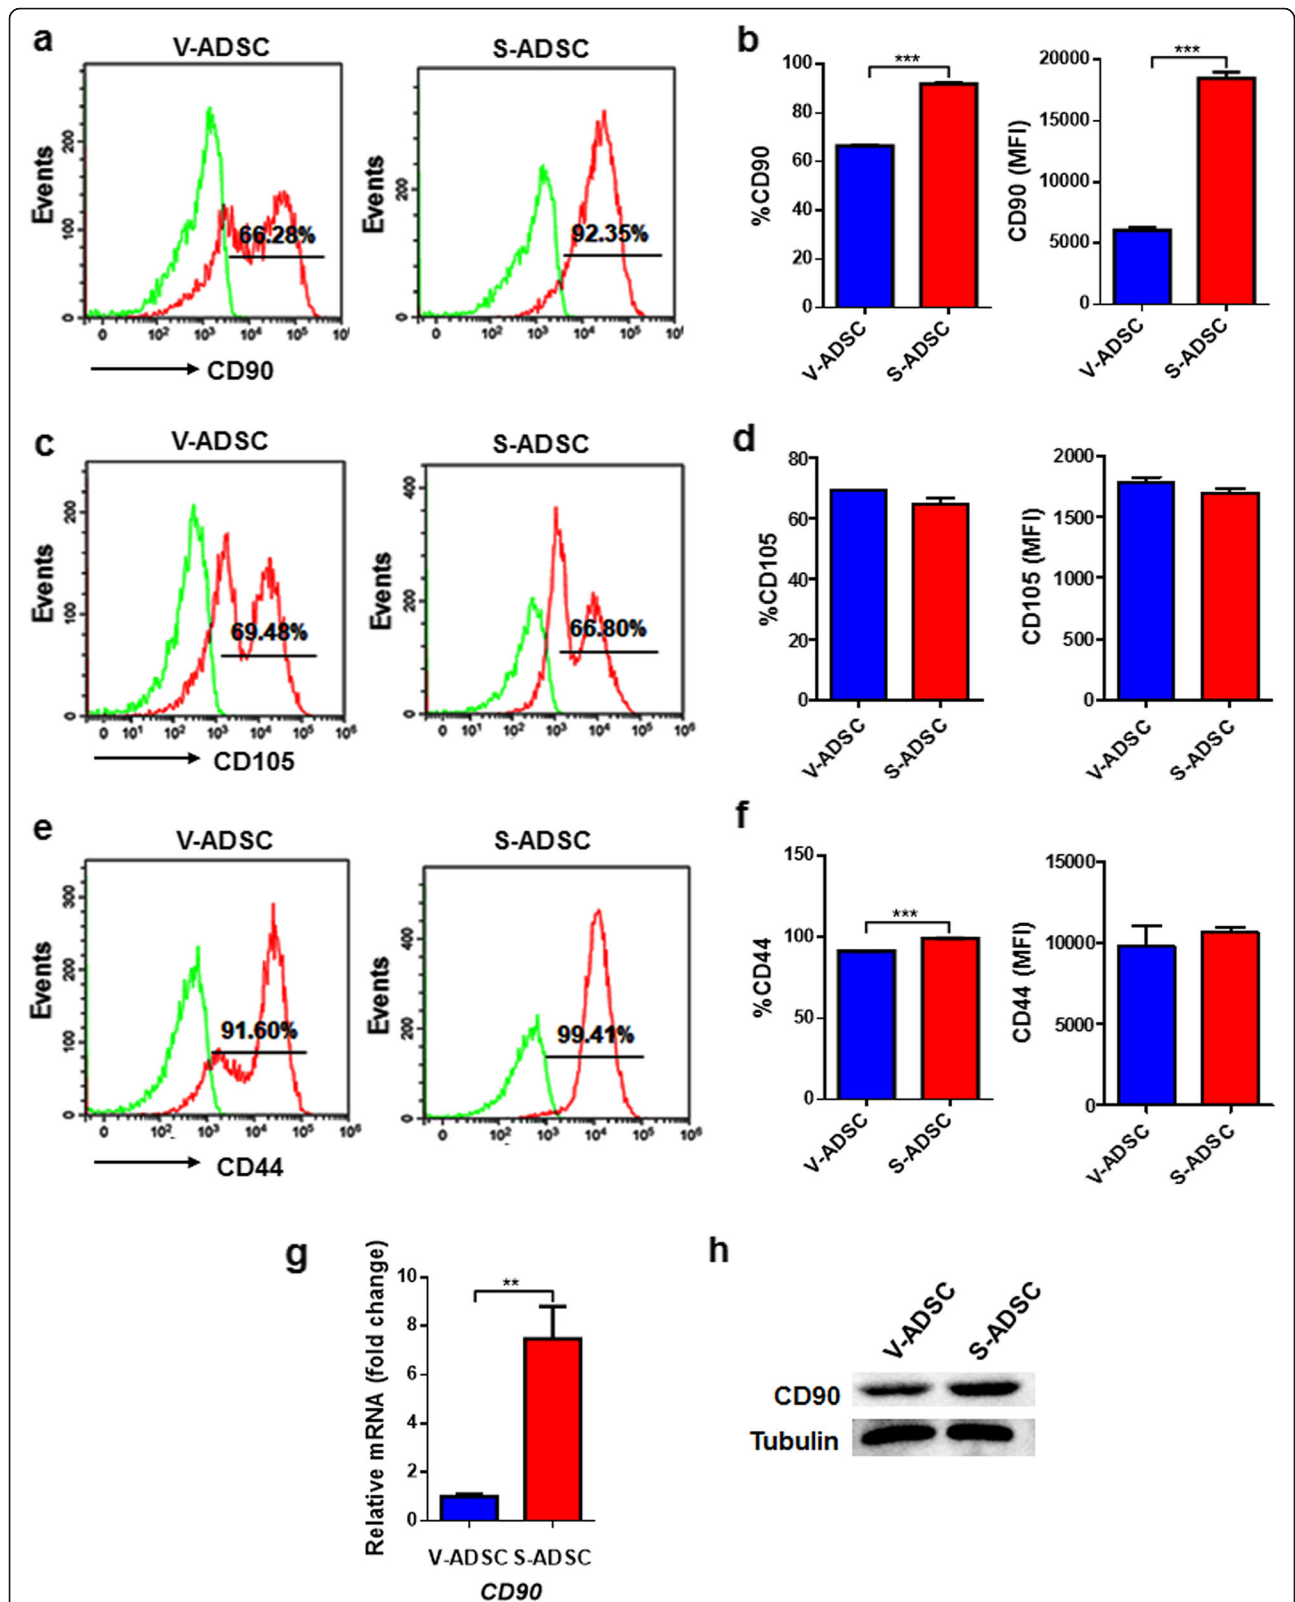 a
V-ADSC
S-ADSC
Events
200
100
0
66.28%
0 10² 10³ 10⁴ 10⁵
CD90
Events
200
0
92.35%
0 10² 10³ 10⁴ 10⁵
b
%CD90
100
80
60
40
20
0
***
V-ADSC
S-ADSC
CD90 (MFI)
20000
15000
10000
5000
0
***
V-ADSC
S-ADSC
c
V-ADSC
S-ADSC
Events
200
100
0
69.48%
0 10¹ 10² 10³ 10⁴ 10⁵ 10⁶
CD105
Events
400
200
0
66.80%
0 10¹ 10² 10³ 10⁴ 10⁵ 10⁶
d
%CD105
80
60
40
20
0
V-ADSC
S-ADSC
CD105 (MFI)
2000
1500
1000
500
0
V-ADSC
S-ADSC
e
V-ADSC
S-ADSC
Events
300
200
100
0
91.60%
0 10² 10³ 10⁴ 10⁵ 10⁶
CD44
Events
400
200
0
99.41%
0 10² 10³ 10⁴ 10⁵ 10⁶
f
%CD44
150
100
50
0
***
V-ADSC
S-ADSC
CD44 (MFI)
15000
10000
5000
0
V-ADSC
S-ADSC
g
Relative mRNA (fold change)
10
8
6
4
2
0
**
V-ADSC S-ADSC
CD90
h
V-ADSC
S-ADSC
CD90
Tubulin